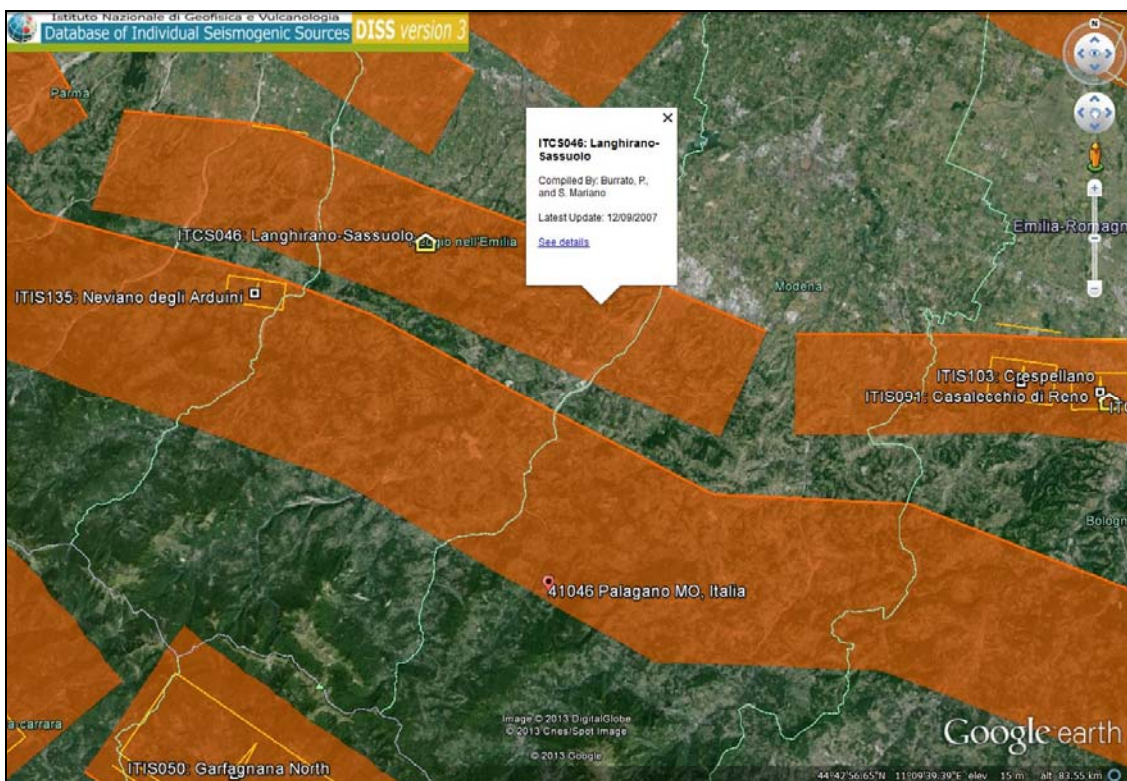 Istituto Nazionale di Geofisica e Vulcanologia
Database of Individual Seismogenic Sources DISS version 3
N
Parma
ITCS046: Langhirano-
Sassuolo
Compiled By: Burrato, P.,
and S. Mariano
Latest Update: 12/09/2007
See details
ITCS046: Langhirano-Sassuolo
nell'Emilia
Emilia-Romagn
ITIS135: Neviano degli Arduini
Modena
ITIS103: Crespellano
ITIS091: Casalecchio di Reno
ITC
Bologn
41046 Palagano MO, Italia
a-carrara
Image © 2013 DigitalGlobe
© 2013 Cnes/Spot Image
© 2013 Google
Google earth
ITIS050: Garfagnana North
44°42'56.65"N 11°09'39.39"E elev 15 m alt 83.55 km